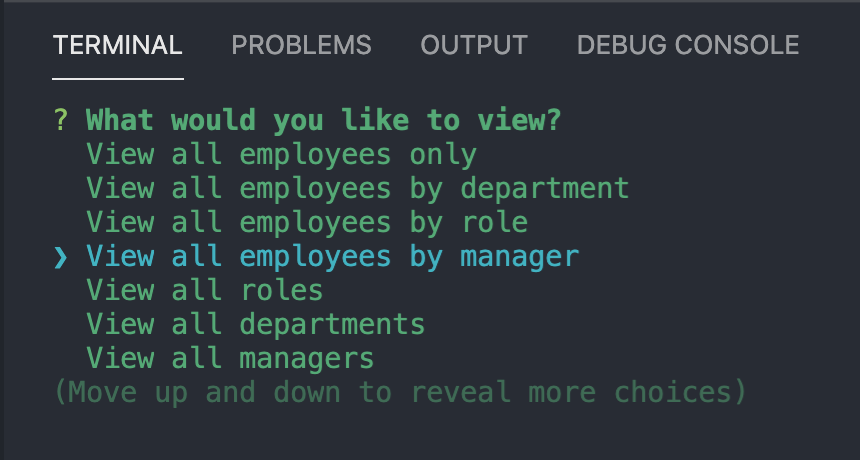 TERMINAL PROBLEMS OUTPUT DEBUG CONSOLE
? What would you like to view?
View all employees only
View all employees by department
View all employees by role
❯ View all employees by manager
View all roles
View all departments
View all managers
(Move up and down to reveal more choices)